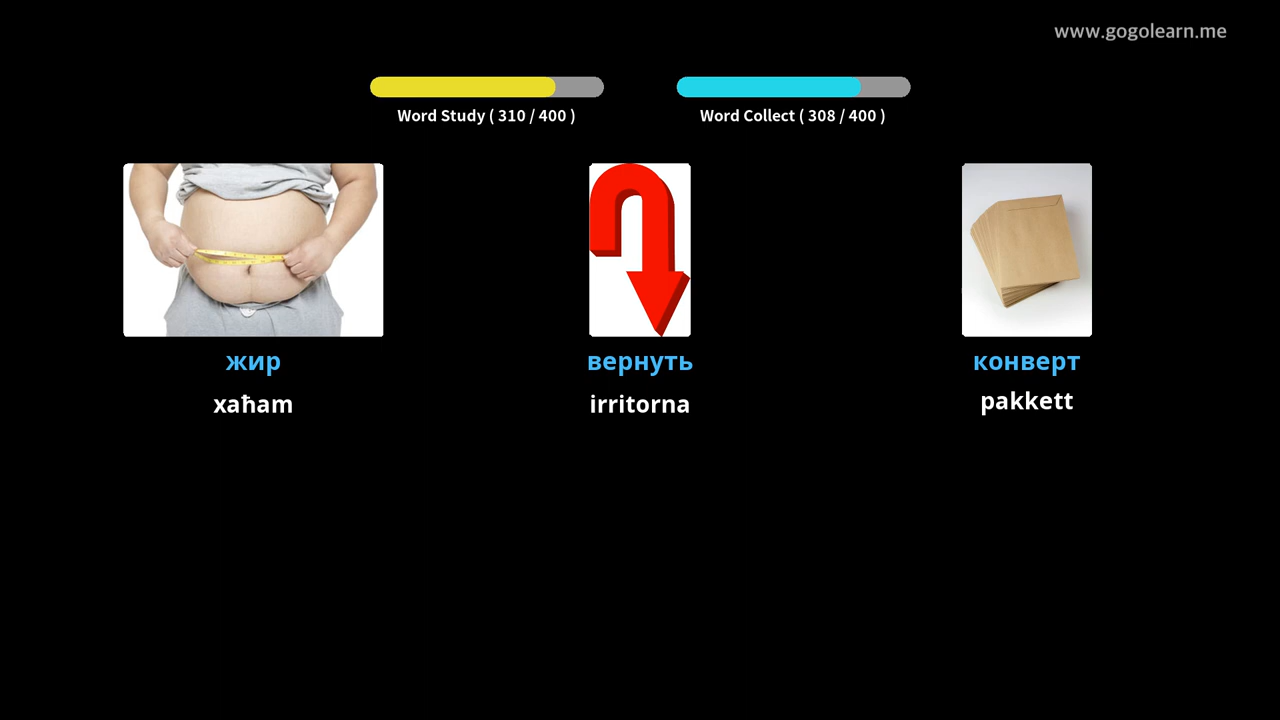 www.gogolearn.me
Word Study ( 310 / 400 )
Word Collect ( 308 / 400 )
жир
вернуть
конверт
xaħam
irritorna
pakkett